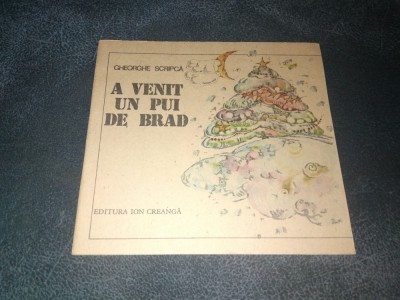 GHEORGHE SCRIPCĂ
A VENIT
UN PUI
DE BRAD
EDITURA ION CREANGĂ